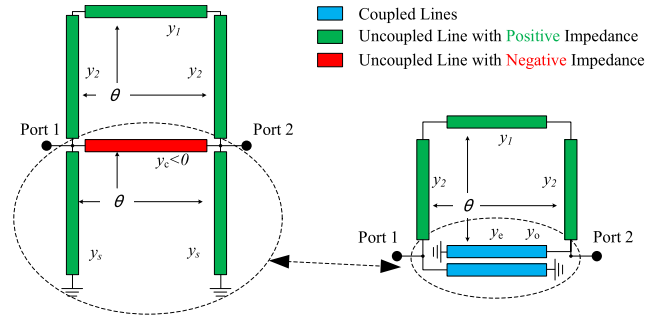 Coupled Lines
Uncoupled Line with Positive Impedance
Uncoupled Line with Negative Impedance
y1
y2
y2
θ
Port 1
Port 2
yc<0
θ
ys
ys
y1
y2
y2
θ
ye
yo
Port 1
Port 2